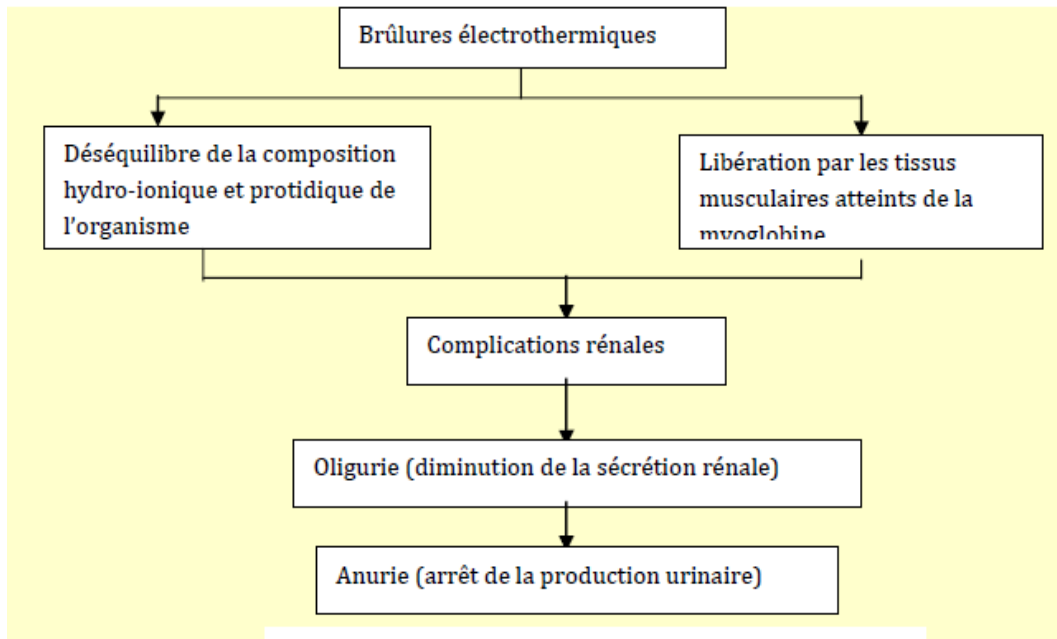 Brûlures électrothermiques
Déséquilibre de la composition
hydro-ionique et protidique de
l'organisme
Libération par les tissus
musculaires atteints de la
myoglobine
Complications rénales
Oligurie (diminution de la sécrétion rénale)
Anurie (arrêt de la production urinaire)